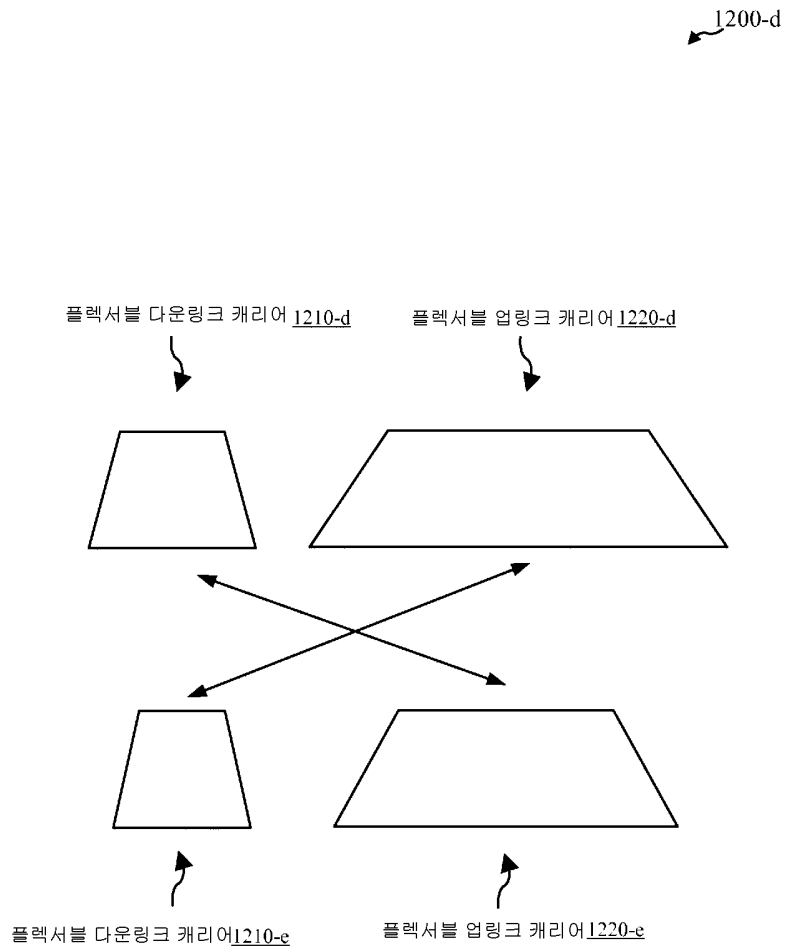 1200-d
플렉서블 다운링크 캐리어 1210-d
플렉서블 업링크 캐리어 1220-d
플렉서블 다운링크 캐리어1210-e
플렉서블 업링크 캐리어1220-e